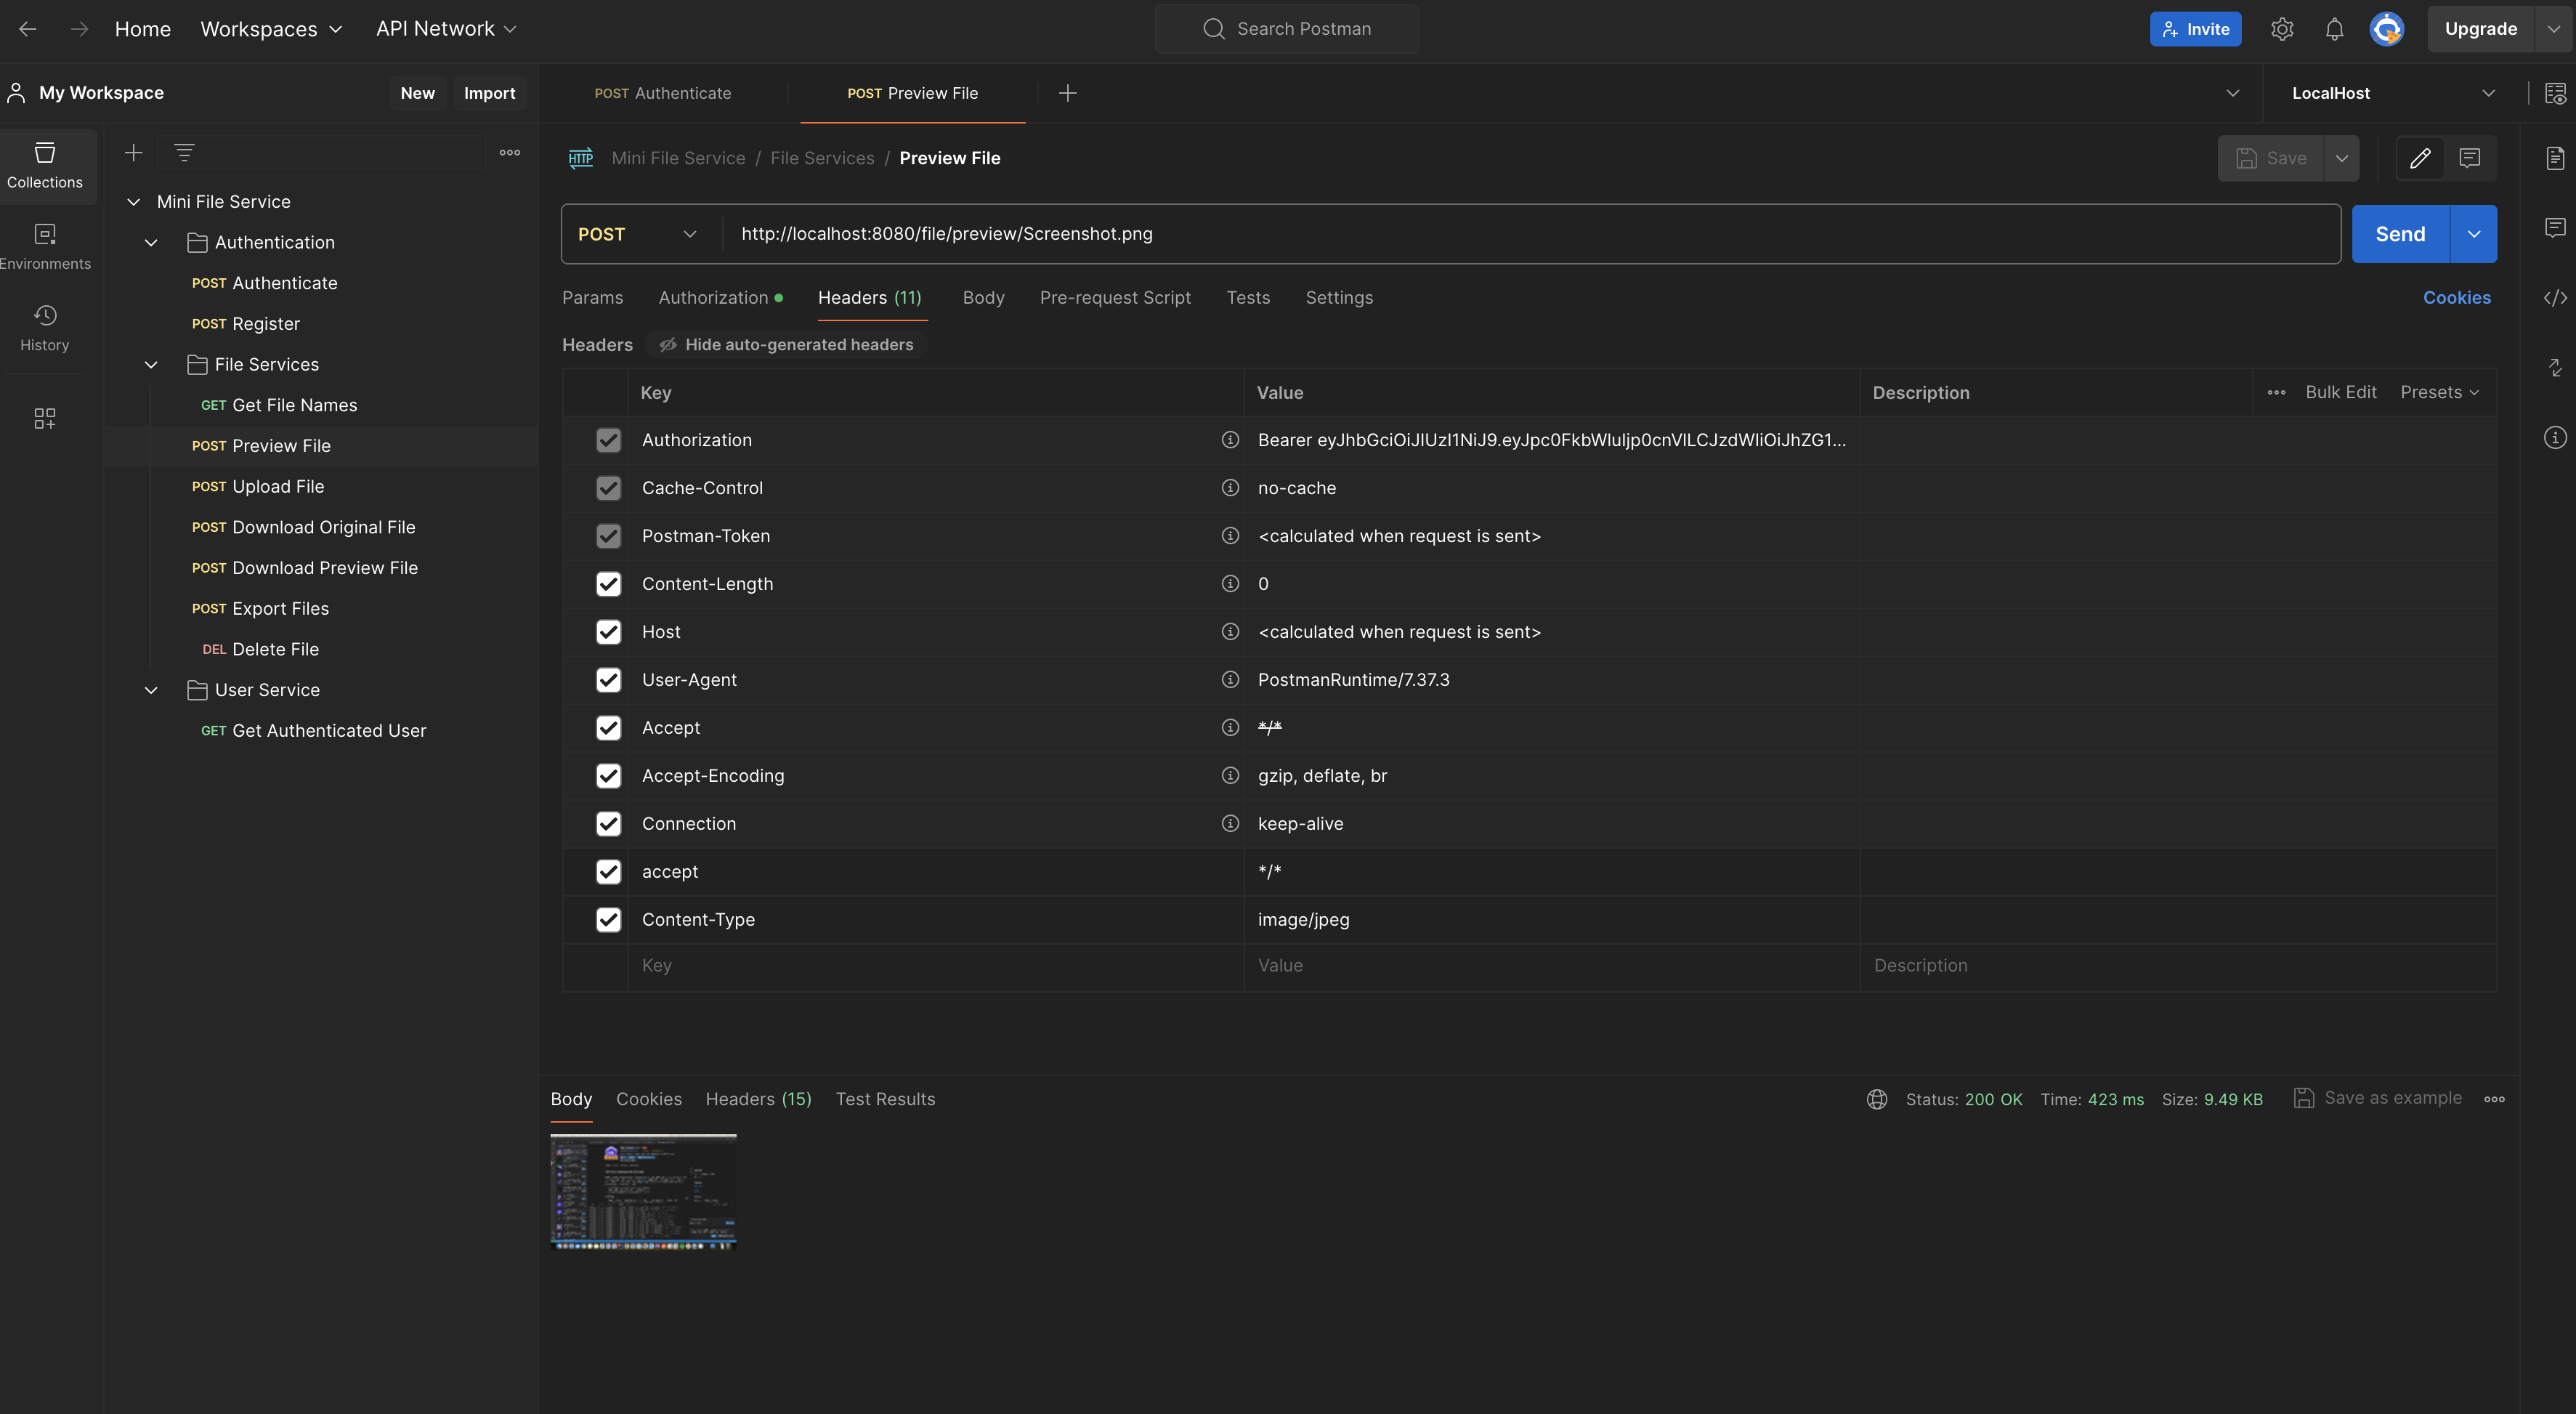 Home Workspaces API Network Search Postman Invite Upgrade
My Workspace New Import POST Authenticate POST Preview File LocalHost
Collections
Environments
History
Mini File Service
Authentication
POST Authenticate
POST Register
File Services
GET Get File Names
POST Preview File
POST Upload File
POST Download Original File
POST Download Preview File
POST Export Files
DEL Delete File
User Service
GET Get Authenticated User
HTTP Mini File Service / File Services / Preview File Save
POST http://localhost:8080/file/preview/Screenshot.png Send
Params Authorization Headers (11) Body Pre-request Script Tests Settings Cookies
Headers Hide auto-generated headers
Key Value Description Bulk Edit Presets
Authorization Bearer eyJhbGciOiJIUzI1NiJ9.eyJpc0FkbWluIjp0cnVlLCJzdWIiOiJhZG1...
Cache-Control no-cache
Postman-Token <calculated when request is sent>
Content-Length 0
Host <calculated when request is sent>
User-Agent PostmanRuntime/7.37.3
Accept */*
Accept-Encoding gzip, deflate, br
Connection keep-alive
accept */*
Content-Type image/jpeg
Key Value Description
Body Cookies Headers (15) Test Results Status: 200 OK Time: 423 ms Size: 9.49 KB Save as example